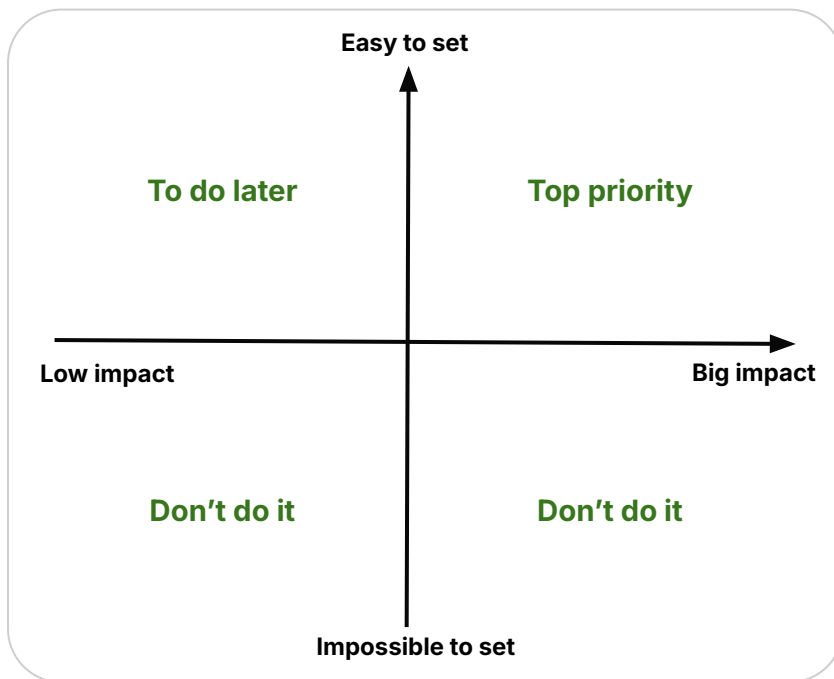 Easy to set
To do later
Top priority
Low impact
Big impact
Don’t do it
Don’t do it
Impossible to set